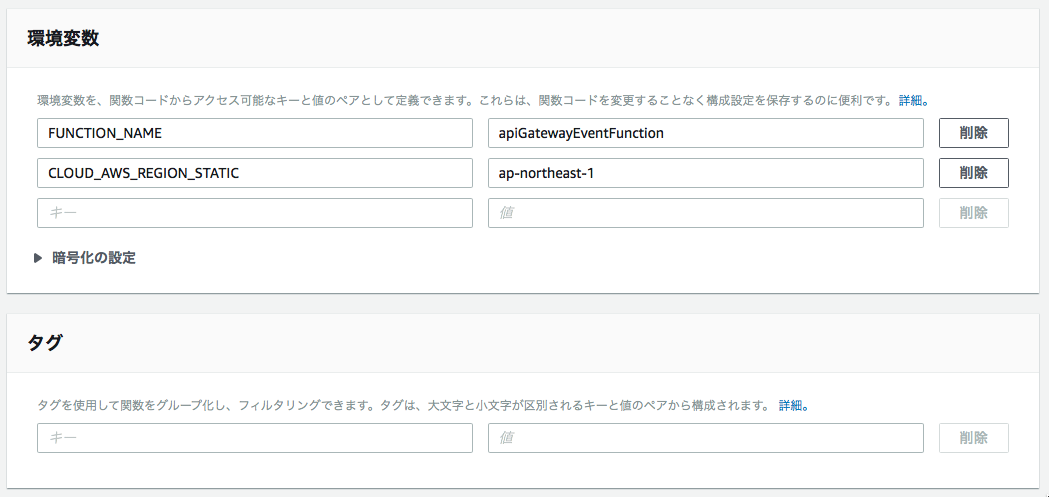 環境変数
環境変数を、関数コードからアクセス可能なキーと値のペアとして定義できます。これらは、関数コードを変更することなく構成設定を保存するのに便利です。詳細。
FUNCTION_NAME apiGatewayEventFunction 削除
CLOUD_AWS_REGION_STATIC ap-northeast-1 削除
キー 値 削除
▶ 暗号化の設定
タグ
タグを使用して関数をグループ化し、フィルタリングできます。タグは、大文字と小文字が区別されるキーと値のペアから構成されます。 詳細。
キー 値 削除